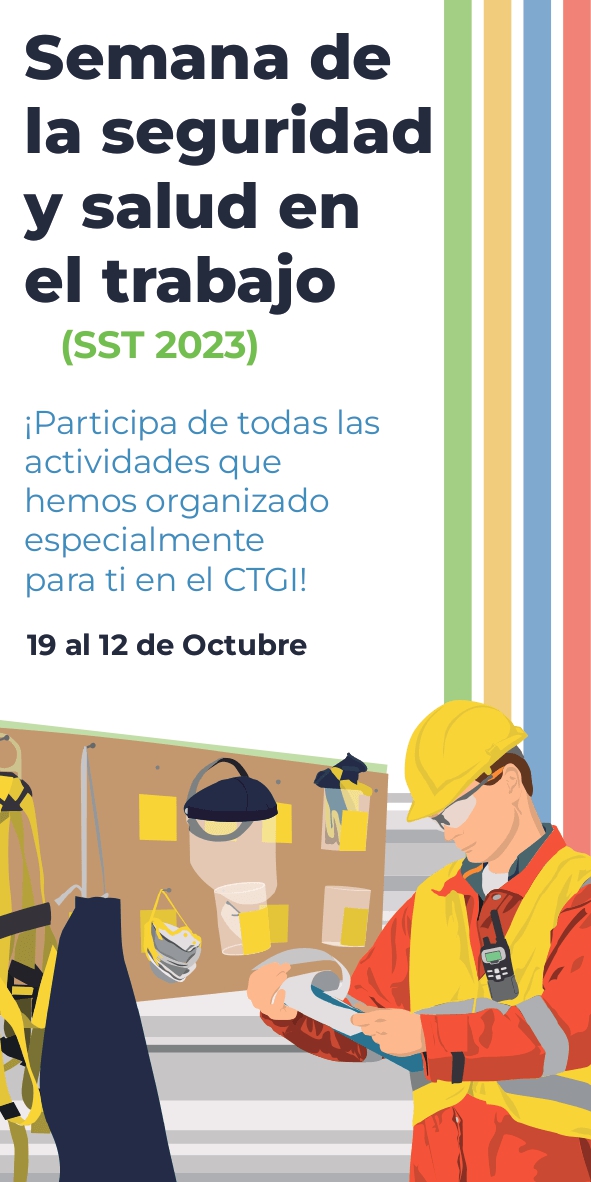 Semana de
la seguridad
y salud en
el trabajo
(SST 2023)
¡Participa de todas las
actividades que
hemos organizado
especialmente
para ti en el CTGI!
19 al 12 de Octubre